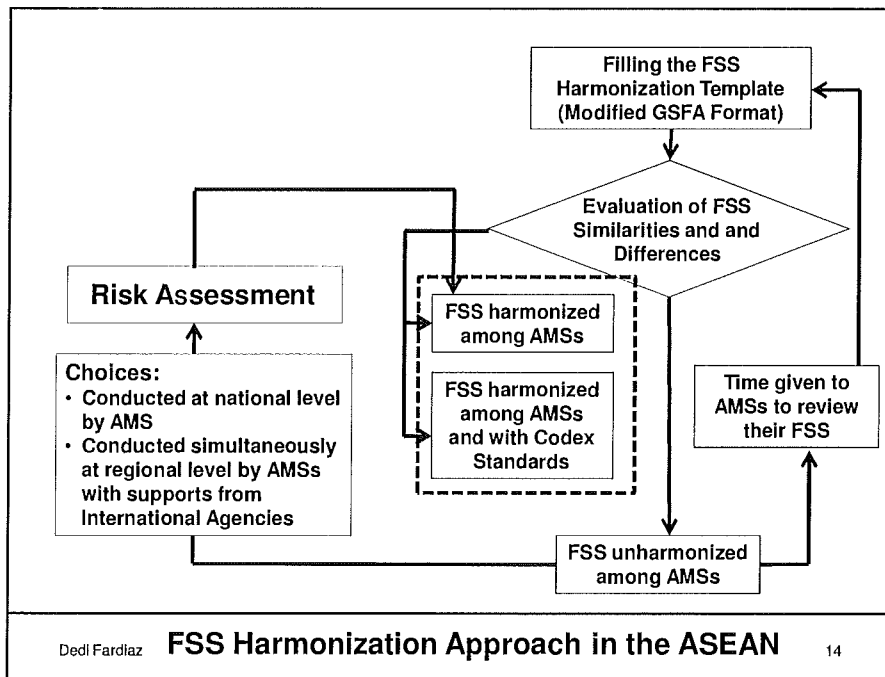 Filling the FSS
Harmonization Template
(Modified GSFA Format)
Evaluation of FSS
Similarities and and
Differences
Risk Assessment
FSS harmonized
among AMSs
Choices:
• Conducted at national level
by AMS
• Conducted simultaneously
at regional level by AMSs
with supports from
International Agencies
FSS harmonized
among AMSs
and with Codex
Standards
Time given to
AMSs to review
their FSS
FSS unharmonized
among AMSs
Dedi Fardiaz FSS Harmonization Approach in the ASEAN 14